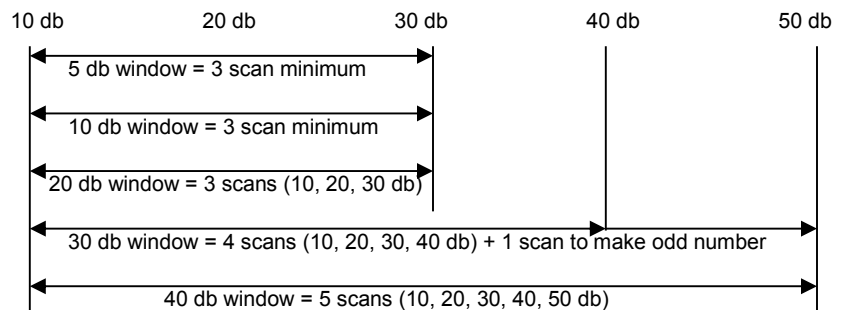 10 db 20 db 30 db 40 db 50 db
5 db window = 3 scan minimum
10 db window = 3 scan minimum
20 db window = 3 scans (10, 20, 30 db)
30 db window = 4 scans (10, 20, 30, 40 db) + 1 scan to make odd number
40 db window = 5 scans (10, 20, 30, 40, 50 db)